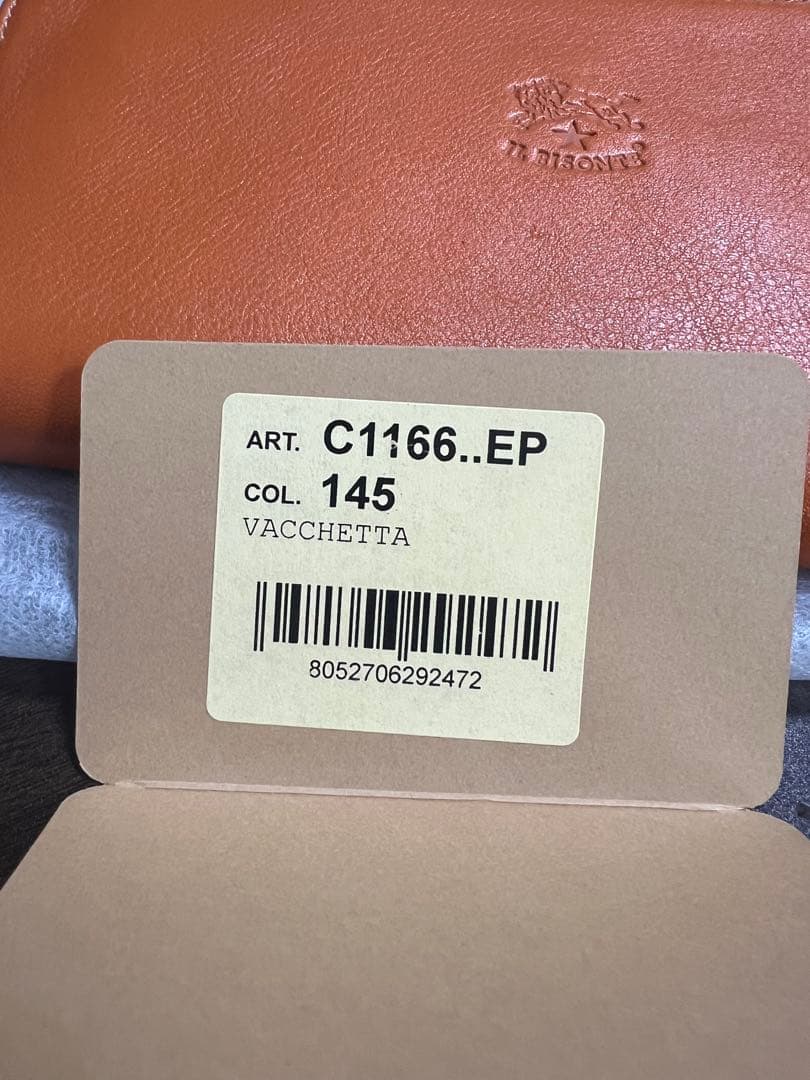 IL BISONTE
ART. C1166..EP
COL. 145
VACCHETTA
8052706292472